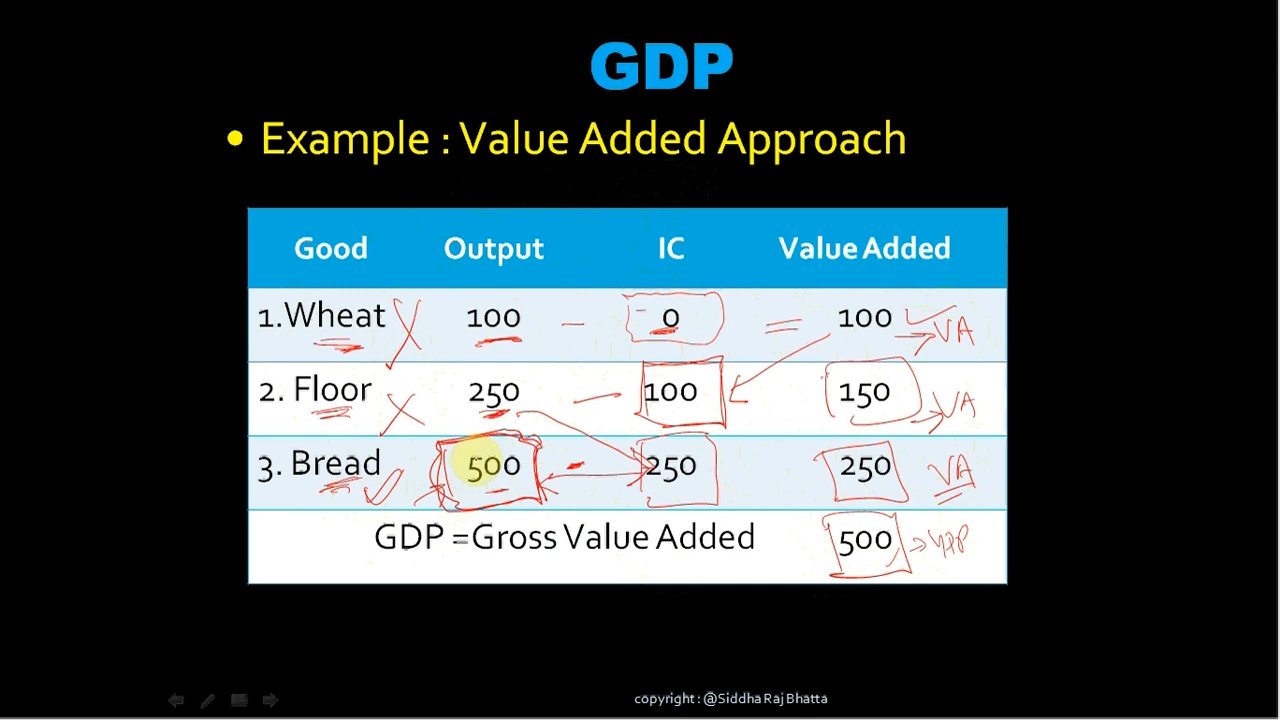 GDP
• Example : Value Added Approach
Good Output IC Value Added
1.Wheat 100 - 0 = 100 → VA
2. Floor 250 - 100 150 → VA
3. Bread 500 - 250 250 VA
GDP =Gross Value Added 500 →
copyright : @Siddha Raj Bhatta